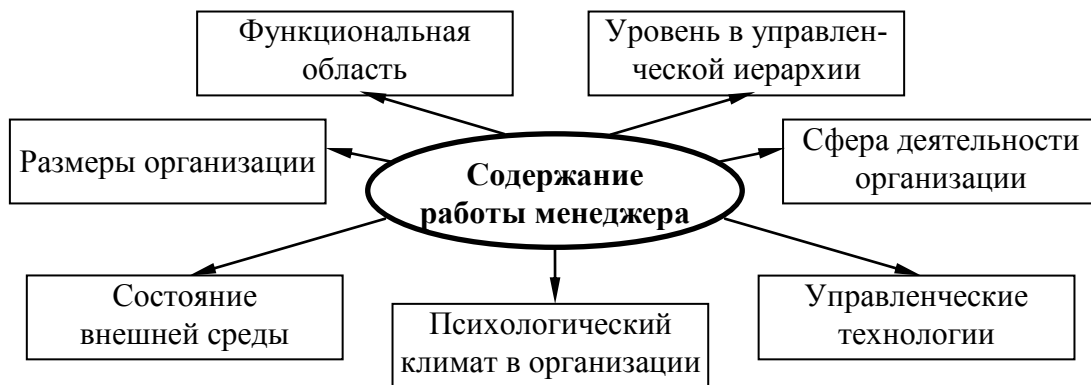 Функциональная
область
Уровень в управлен-
ческой иерархии
Размеры организации
Содержание
работы менеджера
Сфера деятельности
организации
Состояние
внешней среды
Психологический
климат в организации
Управленческие
технологии